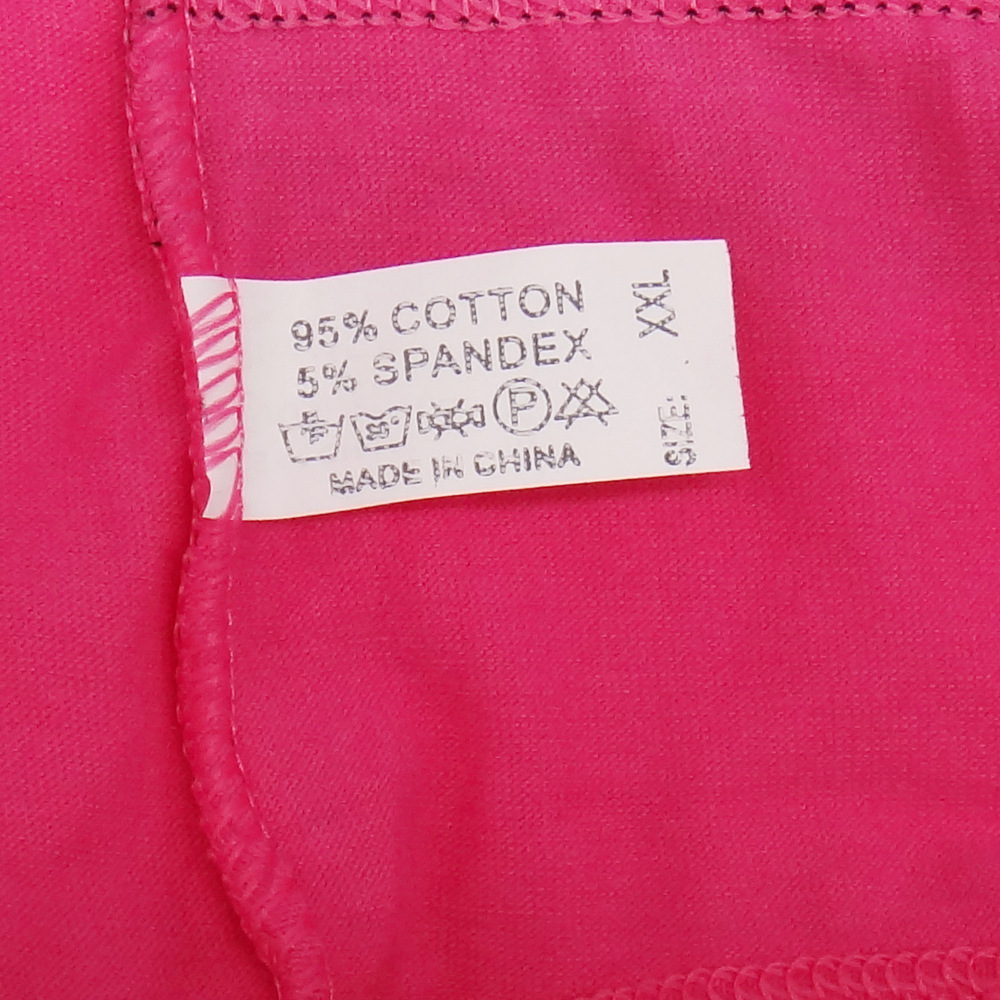 95% COTTON
5% SPANDEX
P
MADE IN CHINA
SIZE: XXL